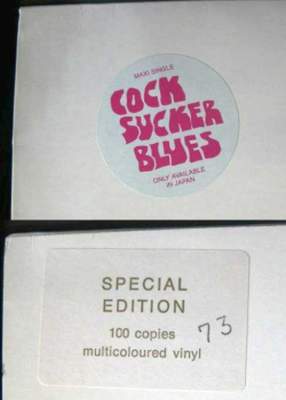 MAXI SINGLE
COCK
SUCKER
BLUES
ONLY AVAILABLE
IN JAPAN
SPECIAL
EDITION
100 copies 73
multicoloured vinyl